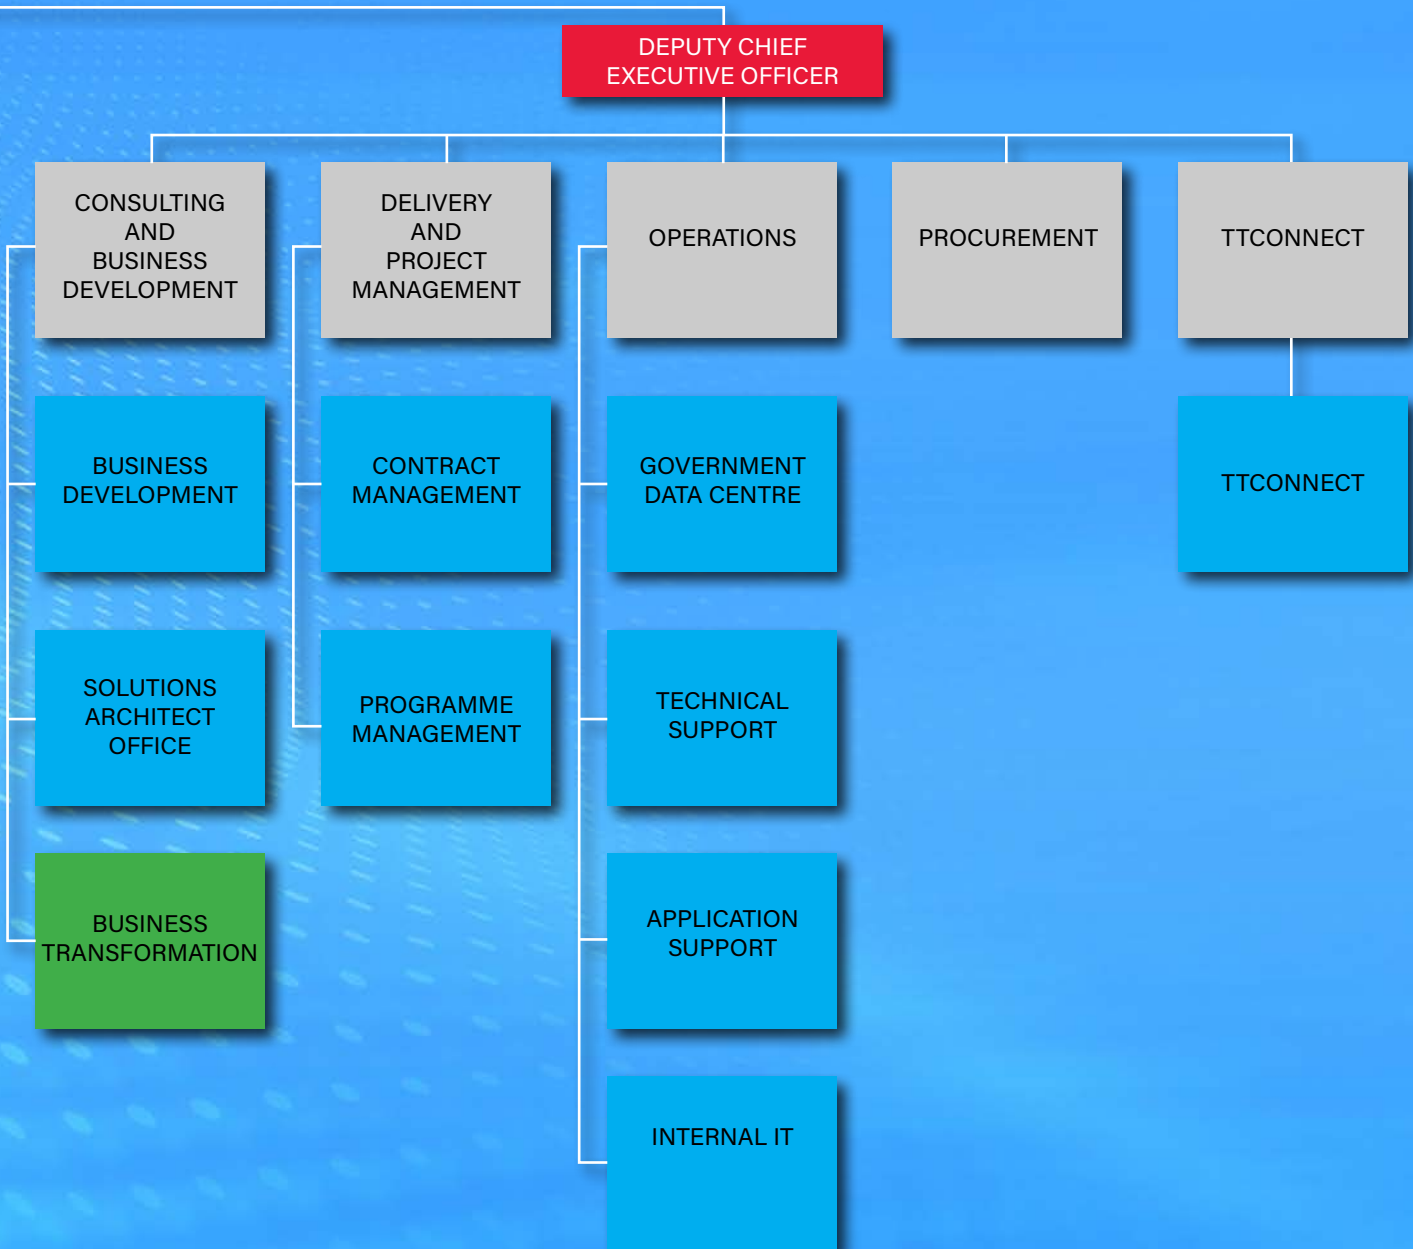 DEPUTY CHIEF
EXECUTIVE OFFICER
CONSULTING
AND
BUSINESS
DEVELOPMENT
DELIVERY
AND
PROJECT
MANAGEMENT
OPERATIONS
PROCUREMENT
TTCONNECT
BUSINESS
DEVELOPMENT
CONTRACT
MANAGEMENT
GOVERNMENT
DATA CENTRE
TTCONNECT
SOLUTIONS
ARCHITECT
OFFICE
PROGRAMME
MANAGEMENT
TECHNICAL
SUPPORT
BUSINESS
TRANSFORMATION
APPLICATION
SUPPORT
INTERNAL IT